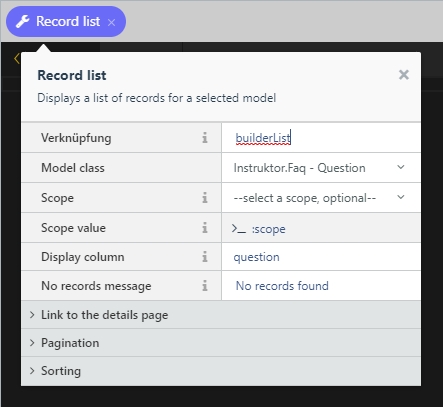 Record list
Record list
Displays a list of records for a selected model
Verknüpfung builderList
Model class Instruktor.Faq - Question
Scope --select a scope, optional--
Scope value >_ :scope
Display column question
No records message No records found
Link to the details page
Pagination
Sorting